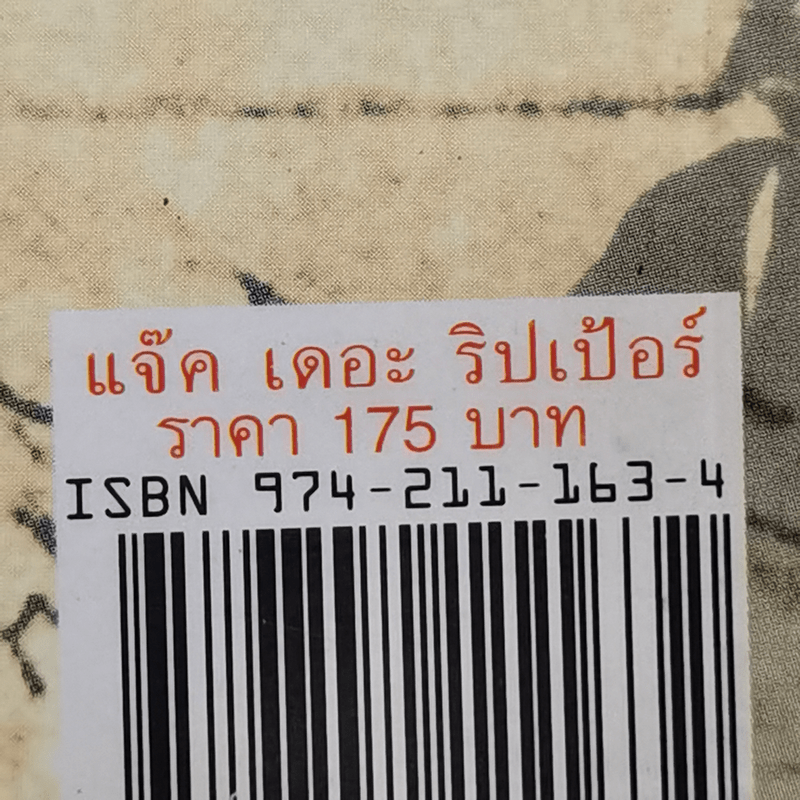 แจ๊ค เดอะ ริปเป้อร์
ราคา 175 บาท
ISBN 974-211-163-4